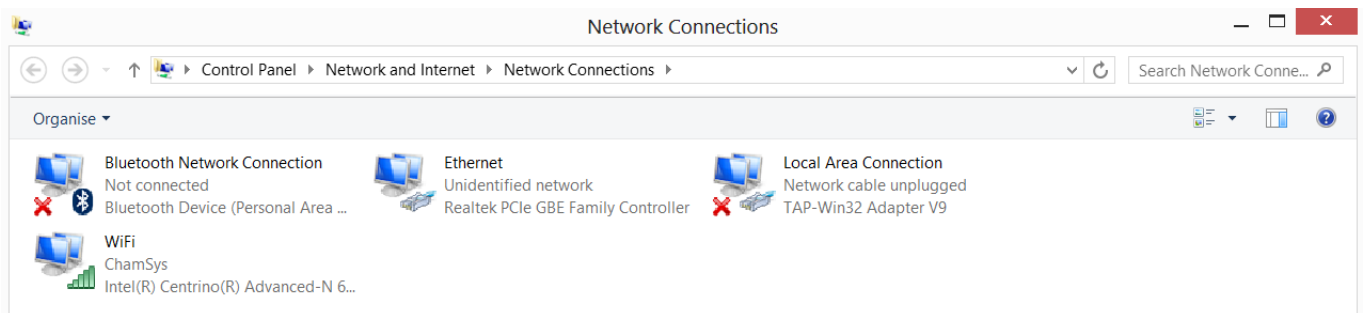 Network Connections
Control Panel Network and Internet Network Connections
Search Network Conne...
Organise
Bluetooth Network Connection
Not connected
Bluetooth Device (Personal Area ...
Ethernet
Unidentified network
Realtek PCIe GBE Family Controller
Local Area Connection
Network cable unplugged
TAP-Win32 Adapter V9
WiFi
ChamSys
Intel(R) Centrino(R) Advanced-N 6...